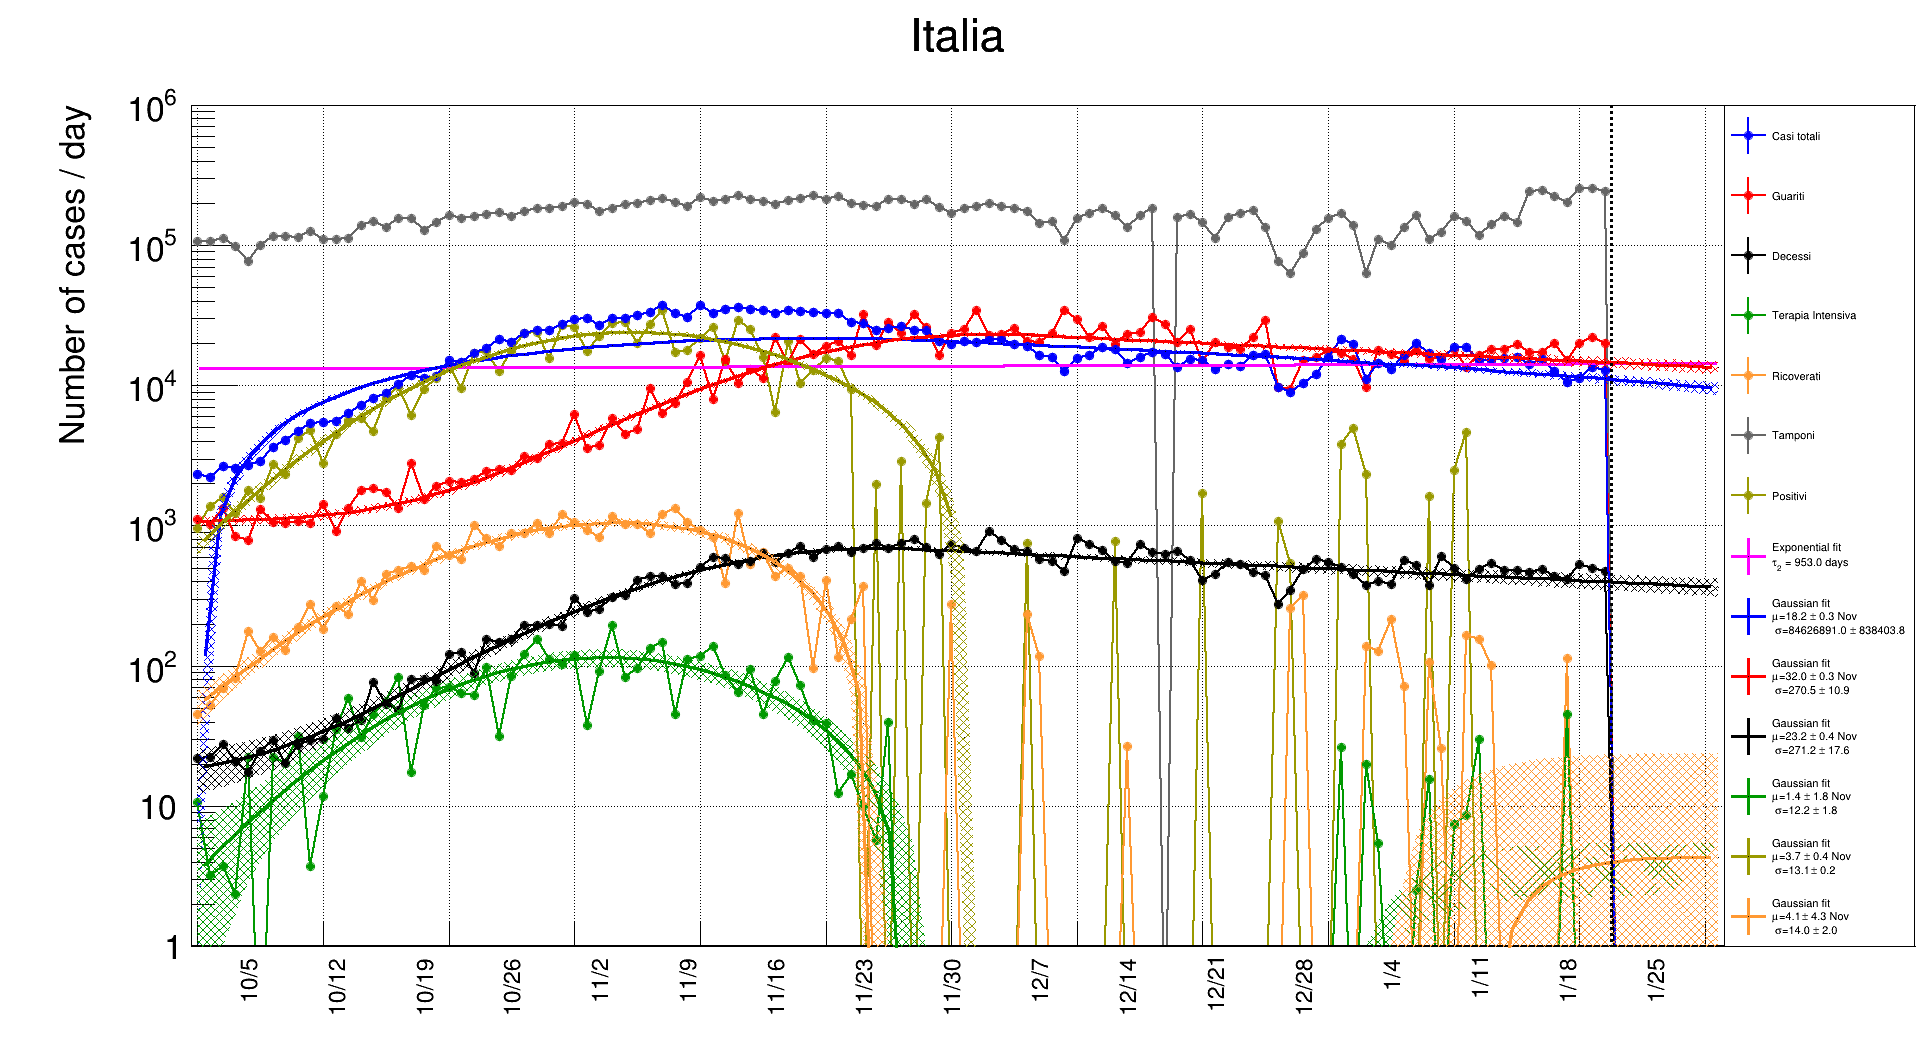 Italia
Number of cases / day
10^6
10^5
10^4
10^3
10^2
10
1
10/5 10/12 10/19 10/26 11/2 11/9 11/16 11/23 11/30 12/7 12/14 12/21 12/28 1/4 1/11 1/18 1/25
Casi totali
Guariti
Decessi
Terapia Intensiva
Ricoverati
Tamponi
Positivi
Exponential fit
τ₂ = 953.0 days
Gaussian fit
μ=18.2 ± 0.3 Nov
σ=84626891.0 ± 838403.8
Gaussian fit
μ=32.0 ± 0.3 Nov
σ=270.5 ± 10.9
Gaussian fit
μ=23.2 ± 0.4 Nov
σ=271.2 ± 17.6
Gaussian fit
μ=1.4 ± 1.8 Nov
σ=12.2 ± 1.8
Gaussian fit
μ=3.7 ± 0.4 Nov
σ=13.1 ± 0.2
Gaussian fit
μ=4.1 ± 4.3 Nov
σ=14.0 ± 2.0